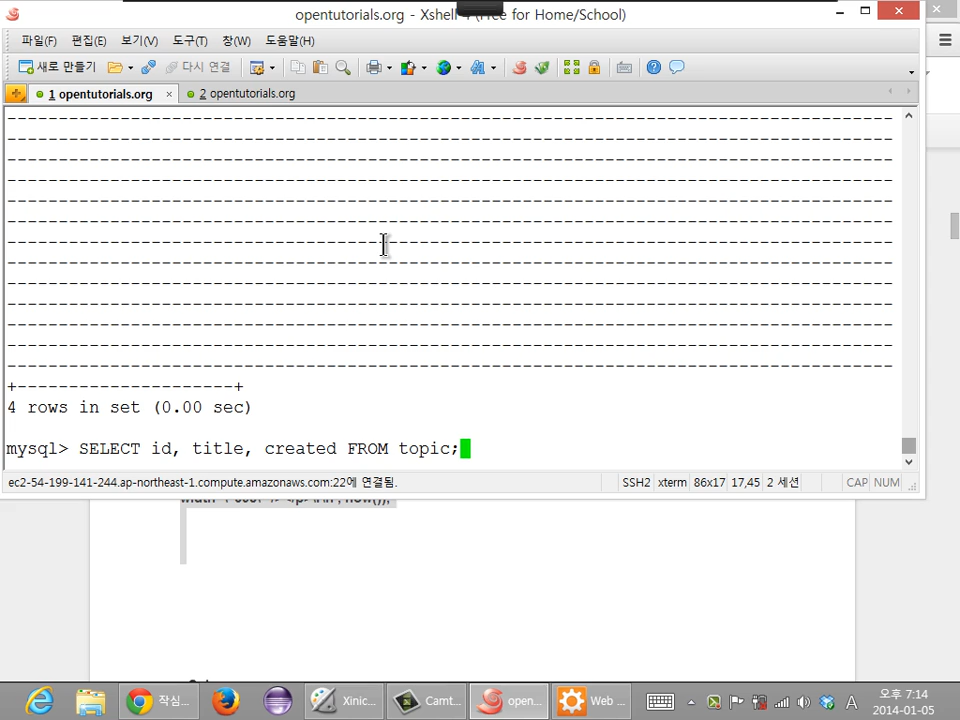 opentutorials.org - Xshell 4 (Free for Home/School)
파일(F) 편집(E) 보기(V) 도구(T) 창(W) 도움말(H)
새로 만들기 다시 연결
1 opentutorials.org × 2 opentutorials.org
--------------------------------------------------------------------------------------
--------------------------------------------------------------------------------------
--------------------------------------------------------------------------------------
--------------------------------------------------------------------------------------
--------------------------------------------------------------------------------------
--------------------------------------------------------------------------------------
--------------------------------------------------------------------------------------
--------------------------------------------------------------------------------------
--------------------------------------------------------------------------------------
--------------------------------------------------------------------------------------
--------------------------------------------------------------------------------------
--------------------------------------------------------------------------------------
--------------------------------------------------------------------------------------
+---------------------+
4 rows in set (0.00 sec)
mysql> SELECT id, title, created FROM topic;
ec2-54-199-141-244.ap-northeast-1.compute.amazonaws.com:22에 연결됨. SSH2 xterm 86x17 17,45 2 세션 CAP NUM
작심... Xinic... Camt... open... Web ... A 오후 7:14
2014-01-05